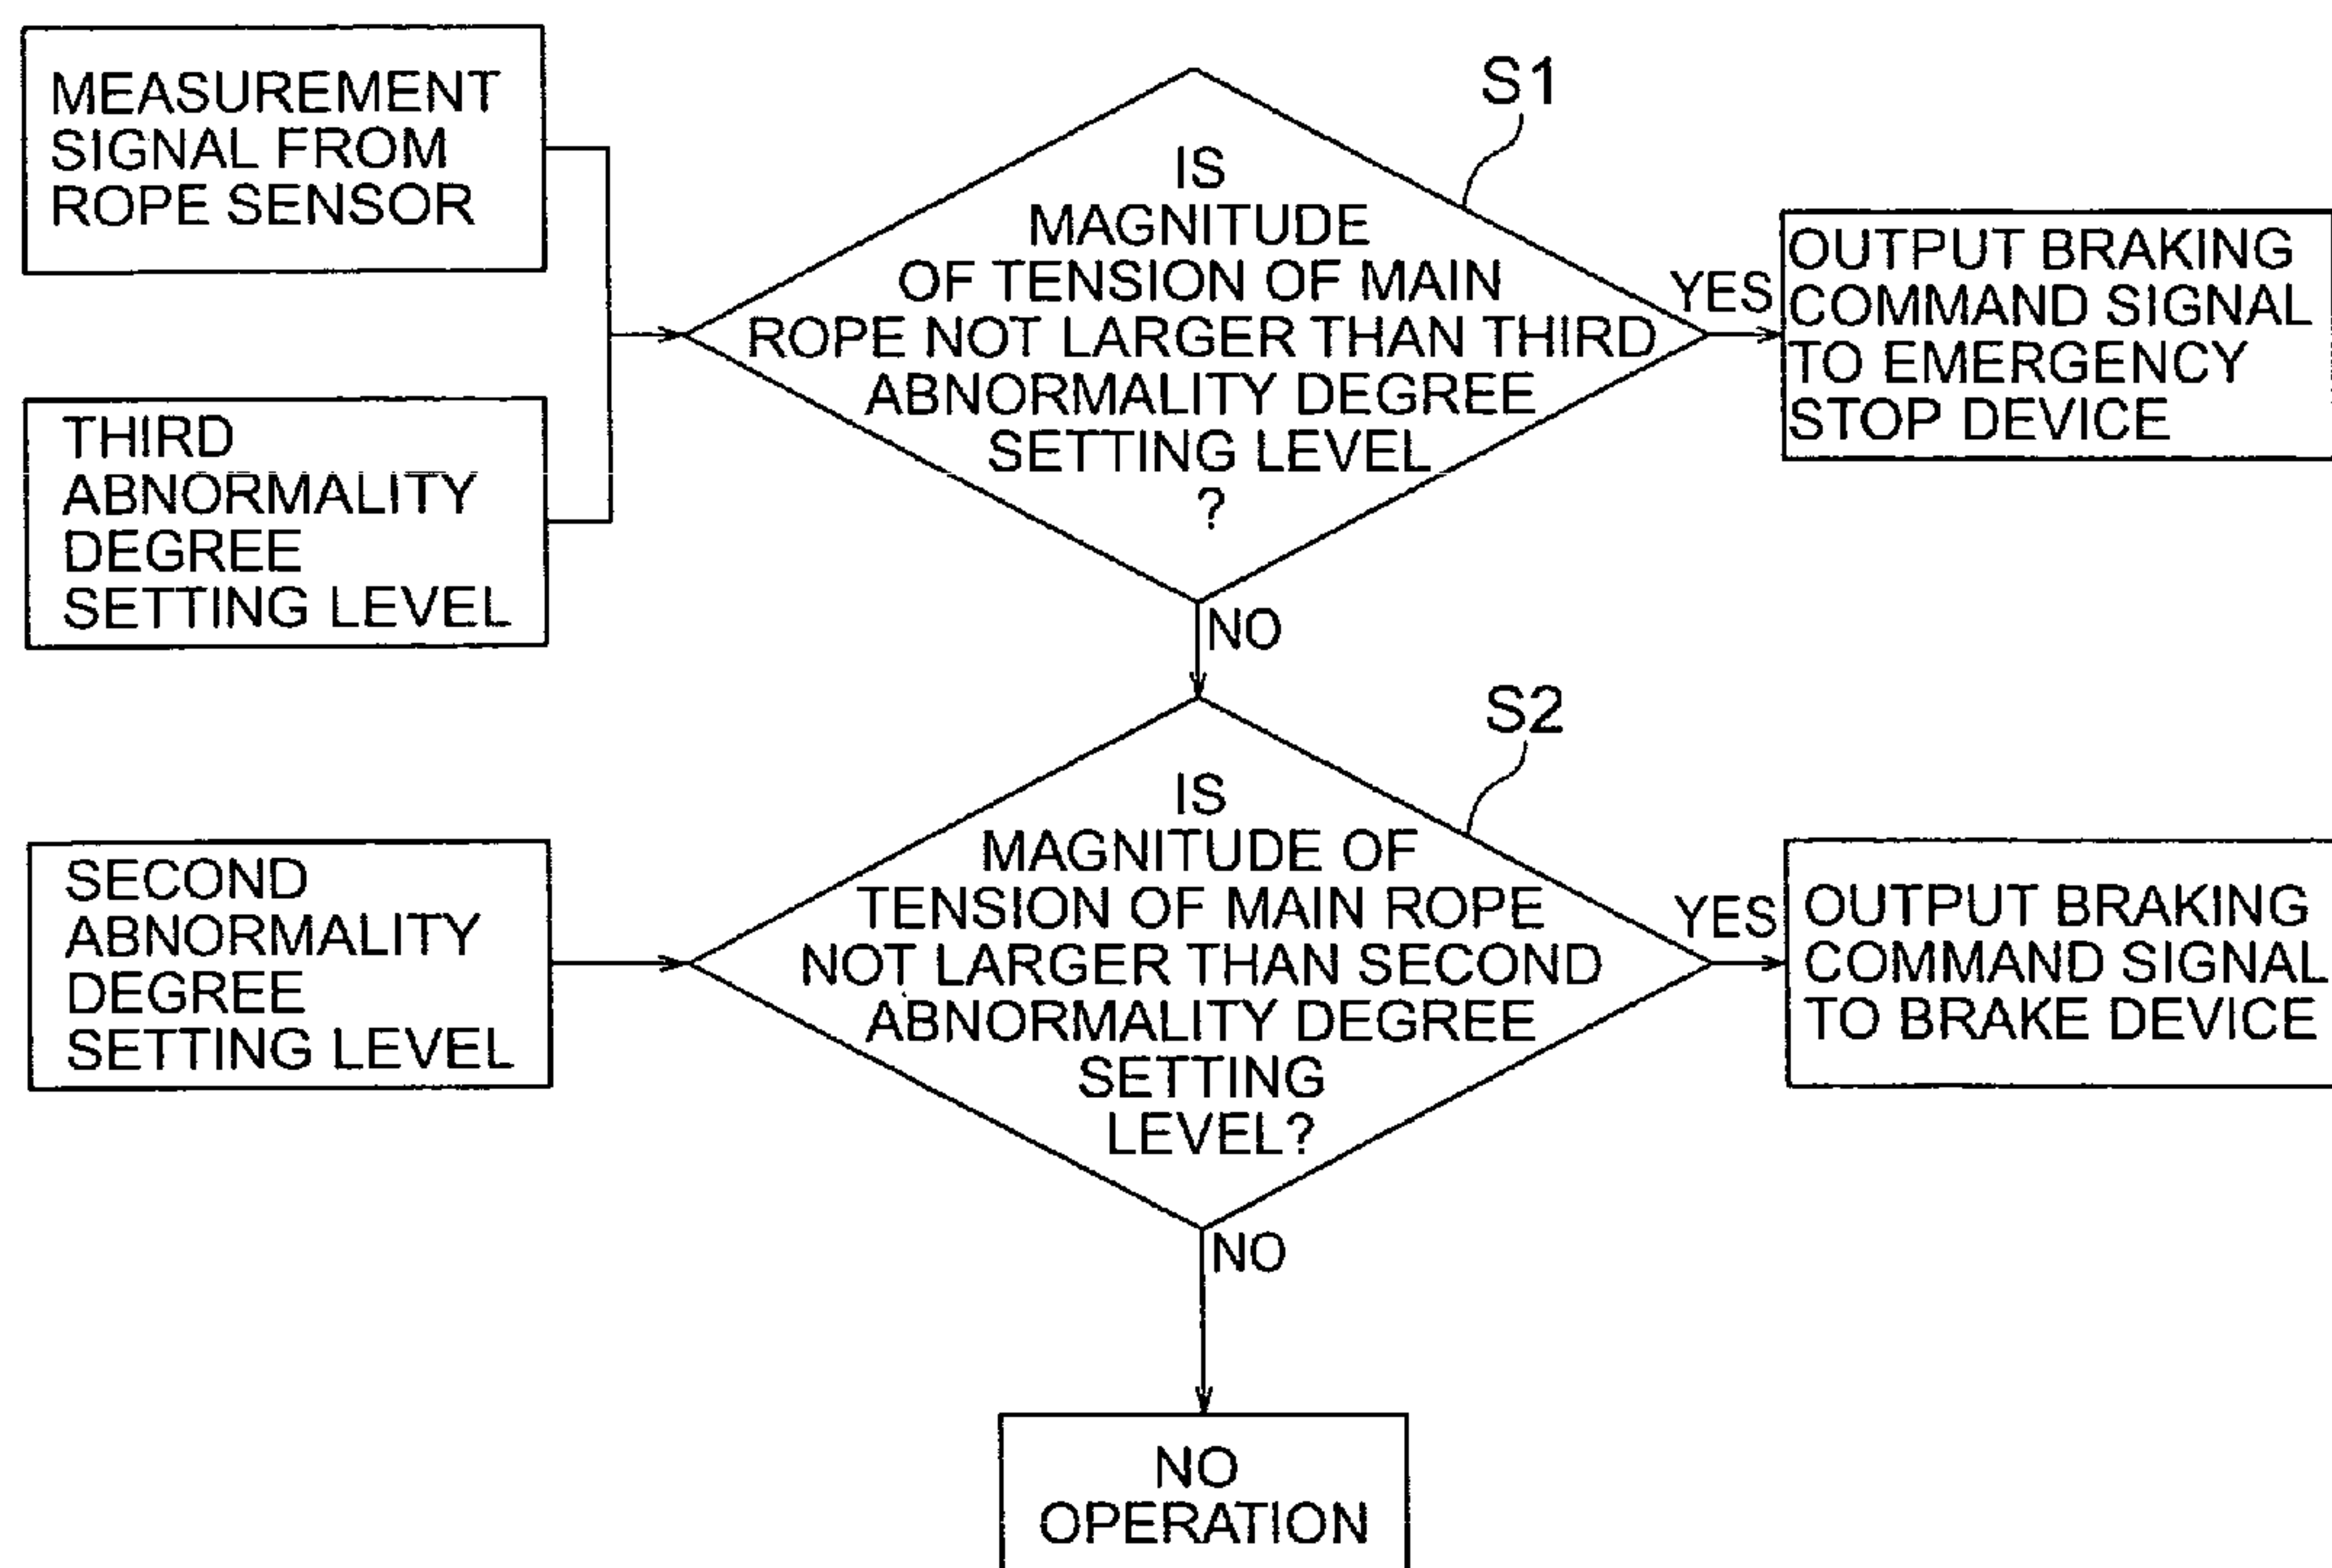 MEASUREMENT
SIGNAL FROM
ROPE SENSOR
THIRD
ABNORMALITY
DEGREE
SETTING LEVEL
S1
IS
MAGNITUDE
OF TENSION OF MAIN
ROPE NOT LARGER THAN THIRD
ABNORMALITY DEGREE
SETTING LEVEL
?
YES
OUTPUT BRAKING
COMMAND SIGNAL
TO EMERGENCY
STOP DEVICE
NO
SECOND
ABNORMALITY
DEGREE
SETTING LEVEL
S2
IS
MAGNITUDE OF
TENSION OF MAIN ROPE
NOT LARGER THAN SECOND
ABNORMALITY DEGREE
SETTING
LEVEL?
YES
OUTPUT BRAKING
COMMAND SIGNAL
TO BRAKE DEVICE
NO
NO
OPERATION